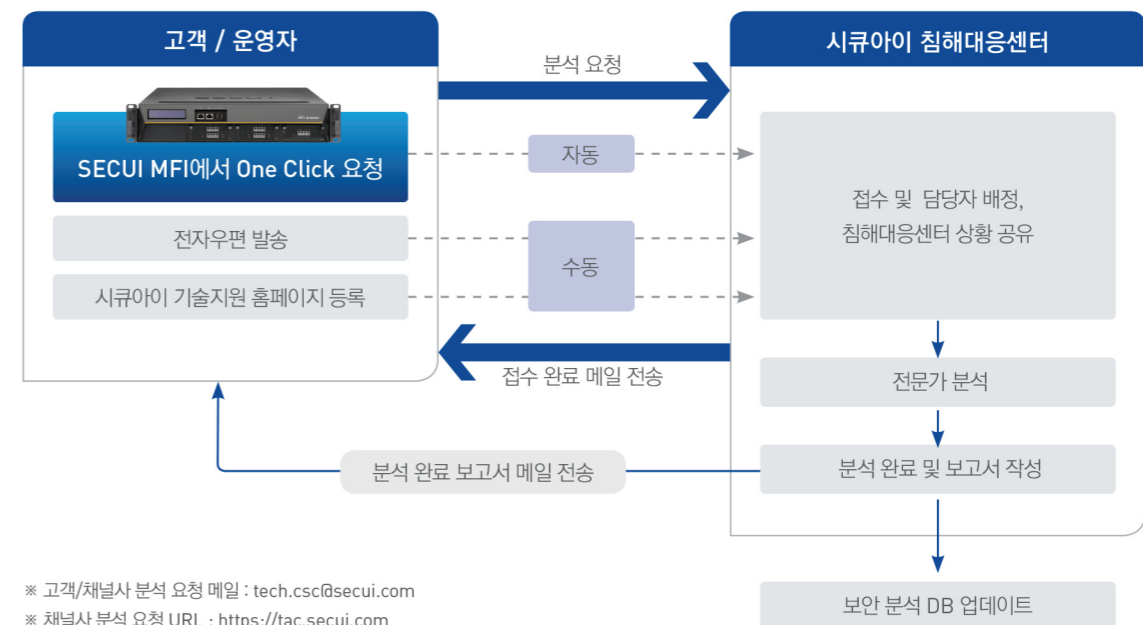 고객 / 운영자
시큐아이 침해대응센터
분석 요청
SECUI
SECUI MFI에서 One Click 요청
자동
전자우편 발송
수동
시큐아이 기술지원 홈페이지 등록
접수 및 담당자 배정,
침해대응센터 상황 공유
접수 완료 메일 전송
전문가 분석
분석 완료 보고서 메일 전송
분석 완료 및 보고서 작성
※ 고객/채널사 분석 요청 메일 : tech.csc@secui.com
※ 채널사 분석 요청 URL : https://tac.secui.com
보안 분석 DB 업데이트